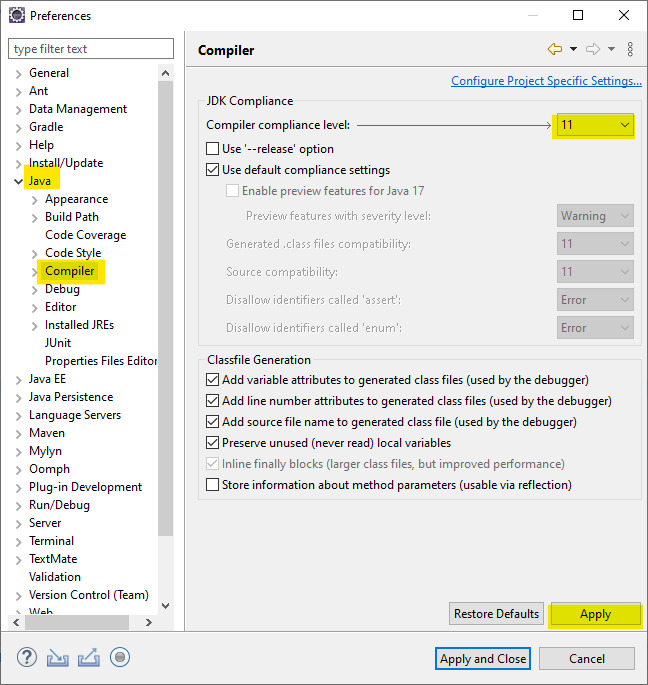 Preferences
type filter text
General
Ant
Data Management
Gradle
Help
Install/Update
Java
Appearance
Build Path
Code Coverage
Code Style
Compiler
Debug
Editor
Installed JREs
JUnit
Properties Files Editor
Java EE
Java Persistence
Language Servers
Maven
Mylyn
Oomph
Plug-in Development
Run/Debug
Server
Terminal
TextMate
Validation
Version Control (Team)
Web
Compiler
Configure Project Specific Settings...
JDK Compliance
Compiler compliance level: 11
Use '--release' option
Use default compliance settings
Enable preview features for Java 17
Preview features with severity level: Warning
Generated .class files compatibility: 11
Source compatibility: 11
Disallow identifiers called 'assert': Error
Disallow identifiers called 'enum': Error
Classfile Generation
Add variable attributes to generated class files (used by the debugger)
Add line number attributes to generated class files (used by the debugger)
Add source file name to generated class file (used by the debugger)
Preserve unused (never read) local variables
Inline finally blocks (larger class files, but improved performance)
Store information about method parameters (usable via reflection)
Restore Defaults Apply
? Apply and Close Cancel